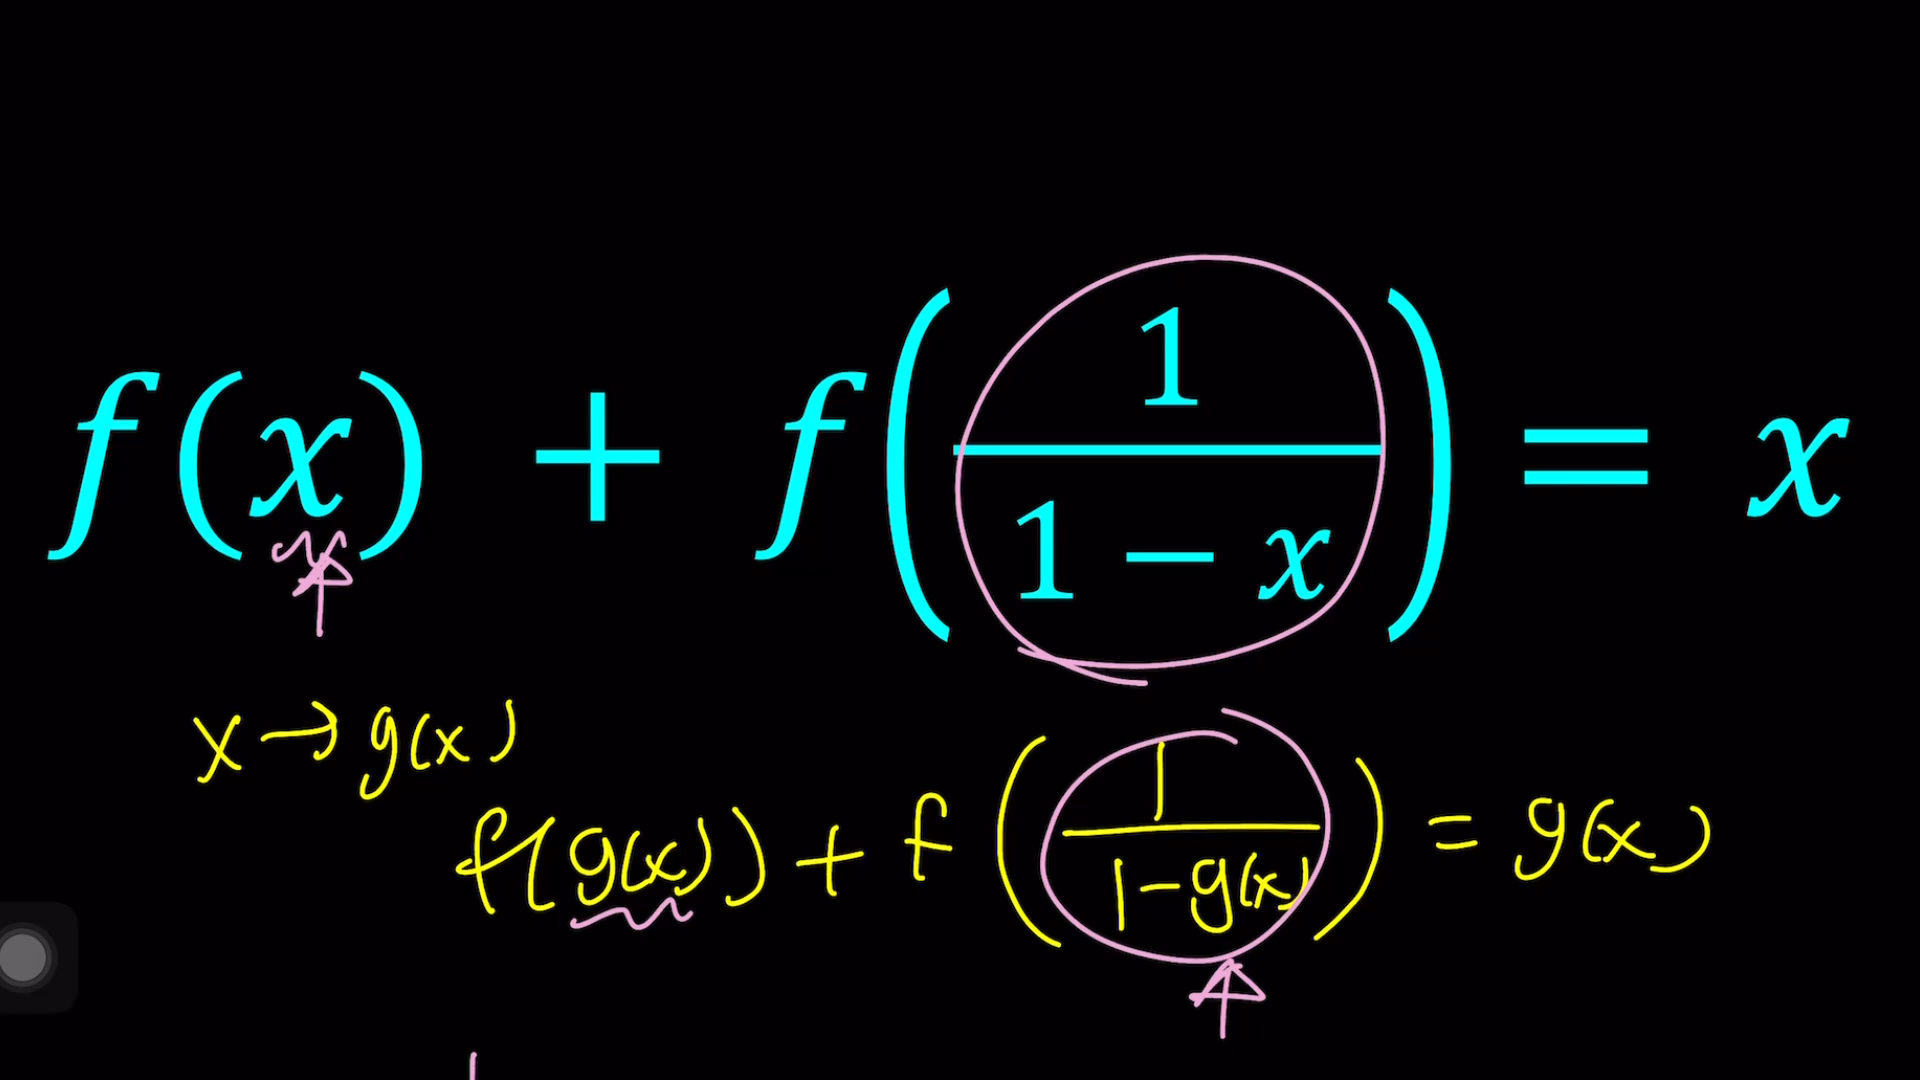 f(x) + f(1/(1 − x)) = x
x → g(x)
f(g(x)) + f(1/(1 − g(x))) = g(x)